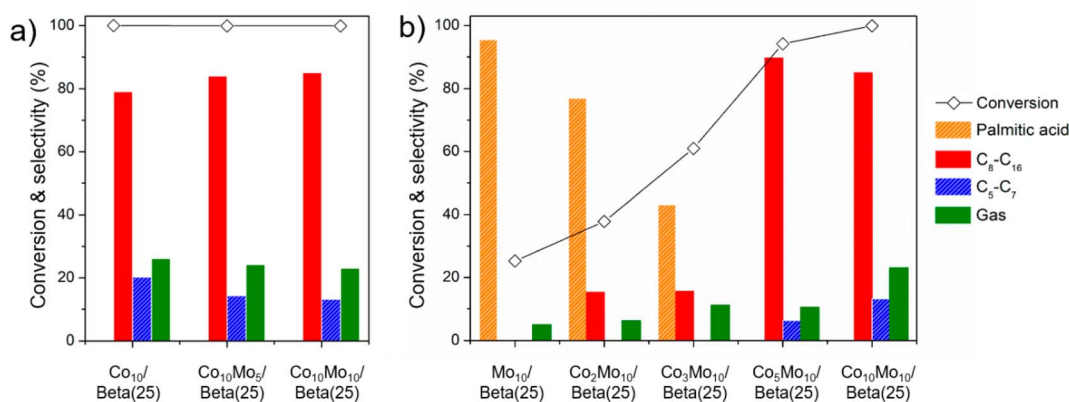 a)
Conversion & selectivity (%)
100
80
60
40
20
0
Co₁₀/ Co₁₀Mo₅/ Co₁₀Mo₁₀/
Beta(25) Beta(25) Beta(25)
b)
Conversion & selectivity (%)
100
80
60
40
20
0
Mo₁₀/ Co₂Mo₁₀/ Co₃Mo₁₀/ Co₅Mo₁₀/ Co₁₀Mo₁₀/
Beta(25) Beta(25) Beta(25) Beta(25) Beta(25)
Conversion
Palmitic acid
C₈-C₁₆
C₅-C₇
Gas